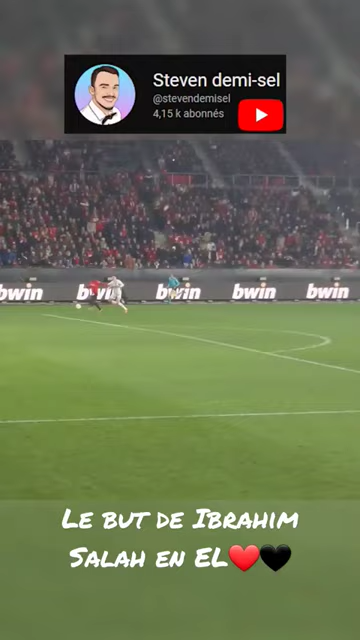 Steven demi-sel
@stevendemisel
4,15 k abonnés
bwin bwin bwin bwin bwin
Le but de Ibrahim
Salah en EL❤️🖤